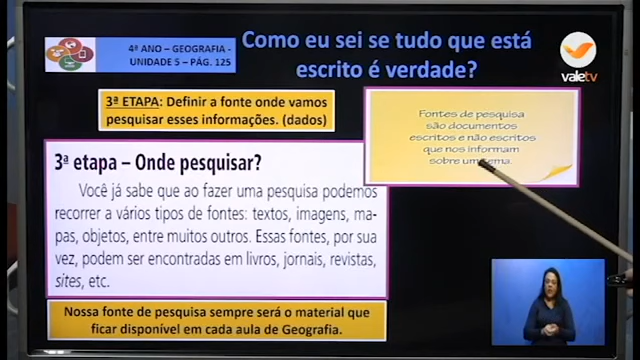 4º ANO – GEOGRAFIA -
UNIDADE 5 – PÁG. 125
Como eu sei se tudo que está
escrito é verdade?
valetv
3ª ETAPA: Definir a fonte onde vamos
pesquisar esses informações. (dados)
Fontes de pesquisa
são documentos
escritos e não escritos
que nos informam
sobre um tema.
3ª etapa – Onde pesquisar?
Você já sabe que ao fazer uma pesquisa podemos
recorrer a vários tipos de fontes: textos, imagens, ma-
pas, objetos, entre muitos outros. Essas fontes, por sua
vez, podem ser encontradas em livros, jornais, revistas,
sites, etc.
Nossa fonte de pesquisa sempre será o material que
ficar disponível em cada aula de Geografia.